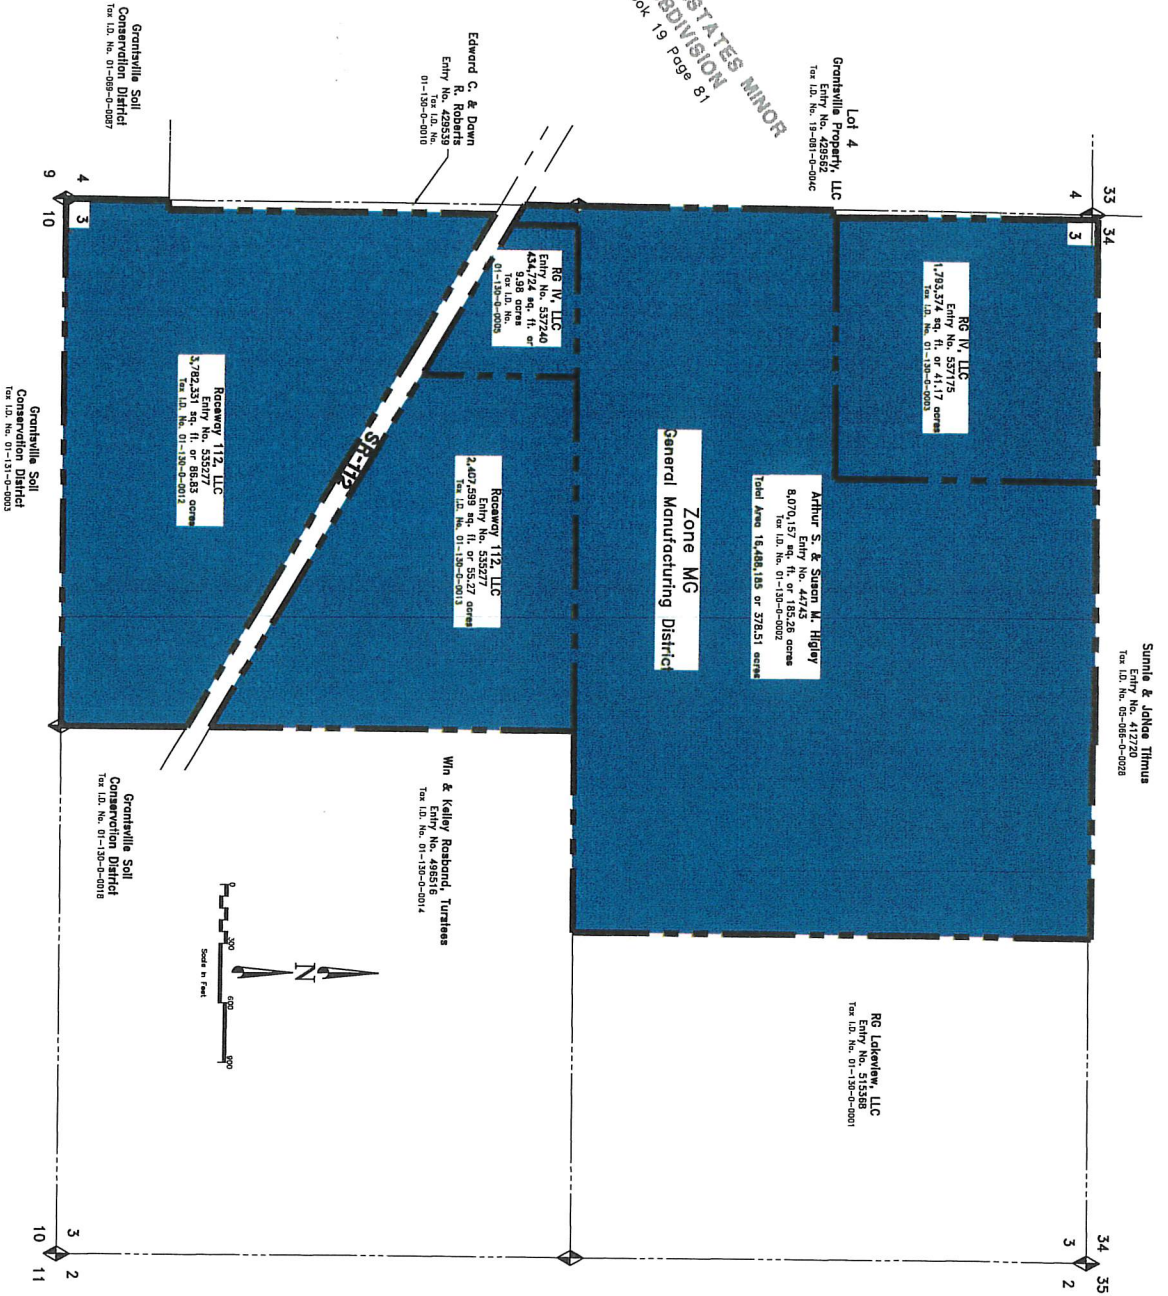 STATES MINOR
BDIVISION
ok 19 Page 81
33
34
4
3
Sunnie & JaNae Titmus
Entry No. 412720
Tax I.D. No. 05-066-0-0028
34
35
3
2
Lot 4
Grantsville Property, LLC
Entry No. 429562
Tax I.D. No. 19-081-0-004C
RG IV, LLC
Entry No. 537175
1,793,374 sq. ft. or 41.17 acres
Tax I.D. No. 01-130-0-0003
Arthur S. & Susan M. Higley
Entry No. 44743
8,070,157 sq. ft. or 185.26 acres
Tax I.D. No. 01-130-0-0002
Total Area 16,488,185 or 378.51 acres
RG Lakeview, LLC
Entry No. 515368
Tax I.D. No. 01-130-0-0001
Zone MG
General Manufacturing District
Edward C. & Dawn
R. Roberts
Entry No. 429539
Tax I.D. No.
01-130-0-0010
RG IV, LLC
Entry No. 537240
434,724 sq. ft. or
9.98 acres
Tax I.D. No.
01-130-0-0005
Raceway 112, LLC
Entry No. 535277
2,407,599 sq. ft. or 55.27 acres
Tax I.D. No. 01-130-0-0013
Win & Kelley Rasband, Turstees
Entry No. 496516
Tax I.D. No. 01-130-0-0014
SR-112
N
Raceway 112, LLC
Entry No. 535277
3,782,331 sq. ft. or 86.83 acres
Tax I.D. No. 01-130-0-0012
0
300
600
900
Scale in Feet
Grantsville Soil
Conservation District
Tax I.D. No. 01-069-0-0087
Grantsville Soil
Conservation District
Tax I.D. No. 01-130-0-0018
4
3
9
10
3
2
10
11
Grantsville Soil
Conservation District
Tax I.D. No. 01-131-0-0003